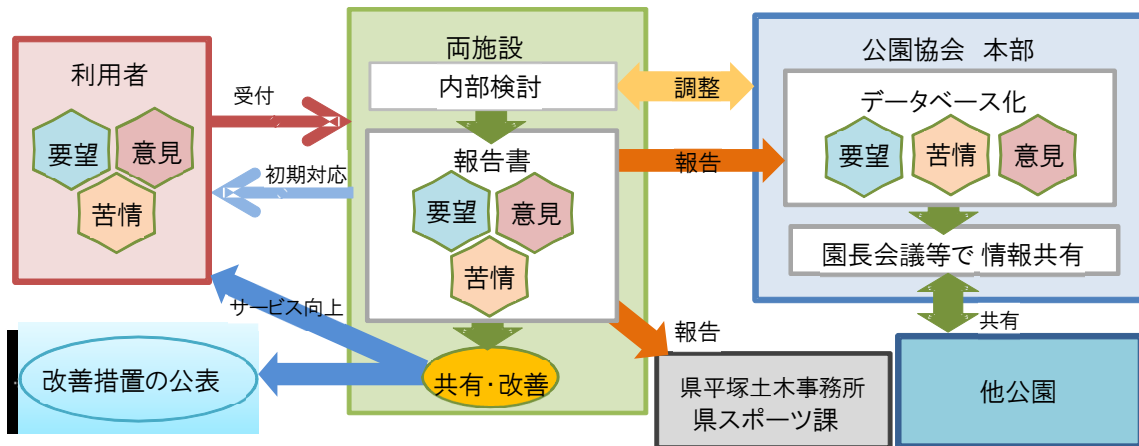 利用者
要望
意見
苦情
受付
初期対応
サービス向上
改善措置の公表
両施設
内部検討
報告書
要望
意見
苦情
共有・改善
調整
報告
報告
県平塚土木事務所
県スポーツ課
公園協会 本部
データベース化
要望
苦情
意見
園長会議等で 情報共有
共有
他公園